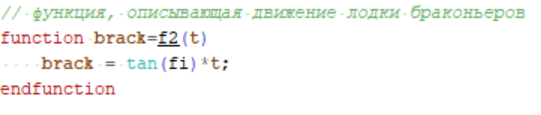 // функция, описывающая движение лодки браконьеров
function brack=f2(t)
brack = tan(fi)*t;
endfunction